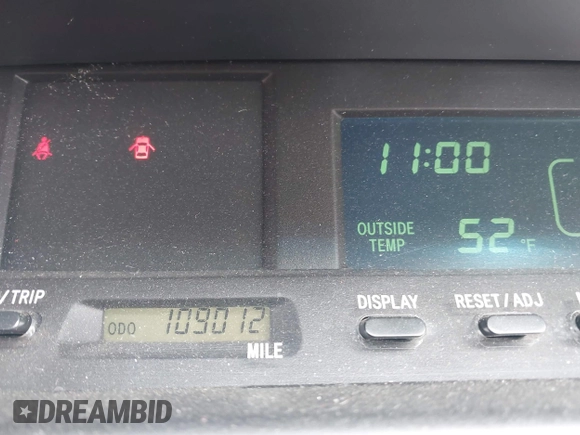 11:00
OUTSIDE TEMP 52 °F
/ TRIP
DISPLAY
RESET / ADJ
ODO 109012
MILE
DREAMBID